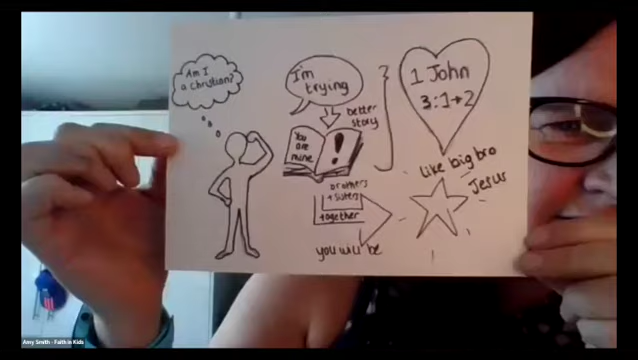 Am I
a christian?
I'm
trying
better
story
You
are
mine
!
brothers
+ sisters
together
you will be
1 John
3:1→2
like big bro
Jesus
Amy Smith - Faith in Kids